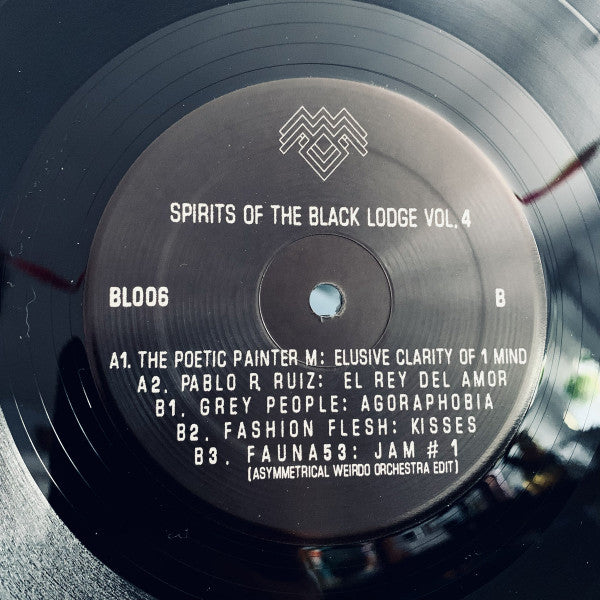 SPIRITS OF THE BLACK LODGE VOL. 4
BL006 B
A1. THE POETIC PAINTER M: ELUSIVE CLARITY OF 1 MIND
A2. PABLO R RUIZ: EL REY DEL AMOR
B1. GREY PEOPLE: AGORAPHOBIA
B2. FASHION FLESH: KISSES
B3. FAUNA53: JAM # 1
(ASYMMETRICAL WEIRDO ORCHESTRA EDIT)